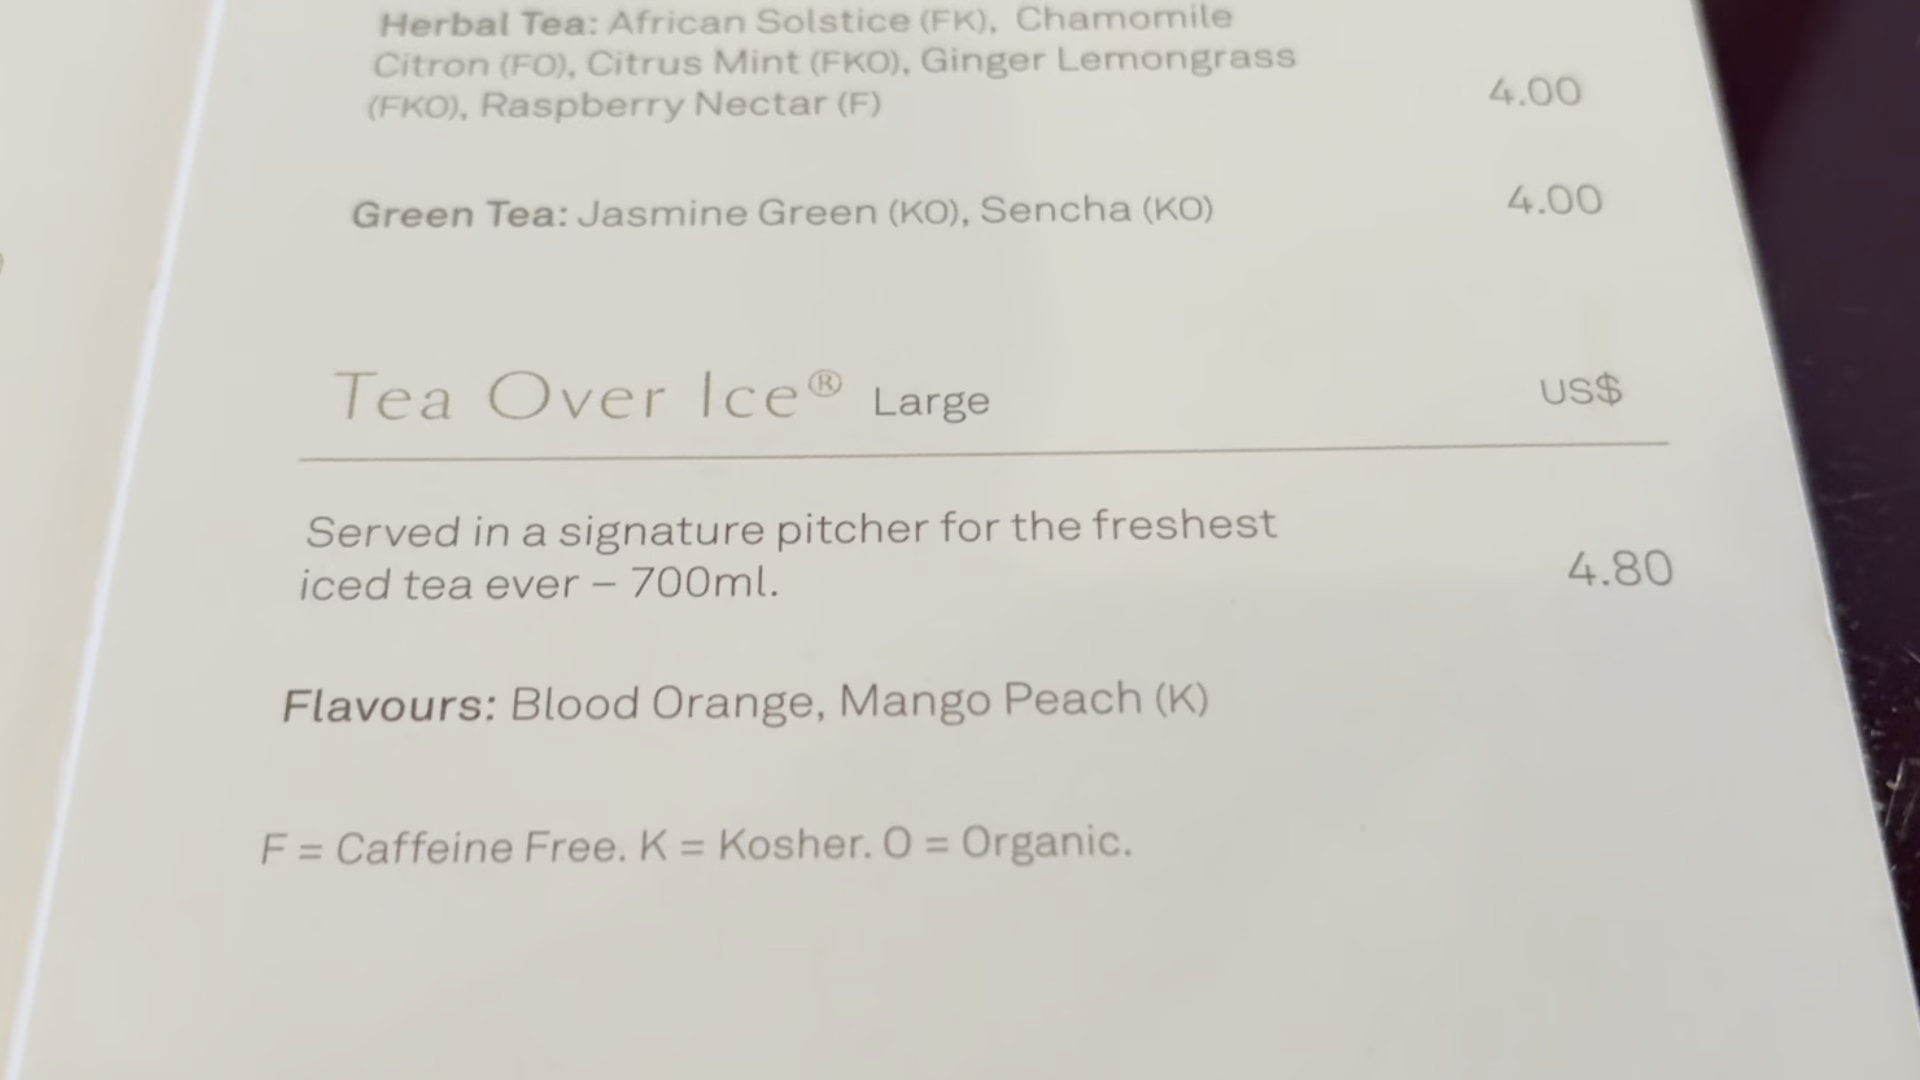 Herbal Tea: African Solstice (FK), Chamomile
Citron (FO), Citrus Mint (FKO), Ginger Lemongrass
(FKO), Raspberry Nectar (F) 4.00
Green Tea: Jasmine Green (KO), Sencha (KO) 4.00
Tea Over Ice® Large US$
Served in a signature pitcher for the freshest
iced tea ever – 700ml. 4.80
Flavours: Blood Orange, Mango Peach (K)
F = Caffeine Free. K = Kosher. O = Organic.